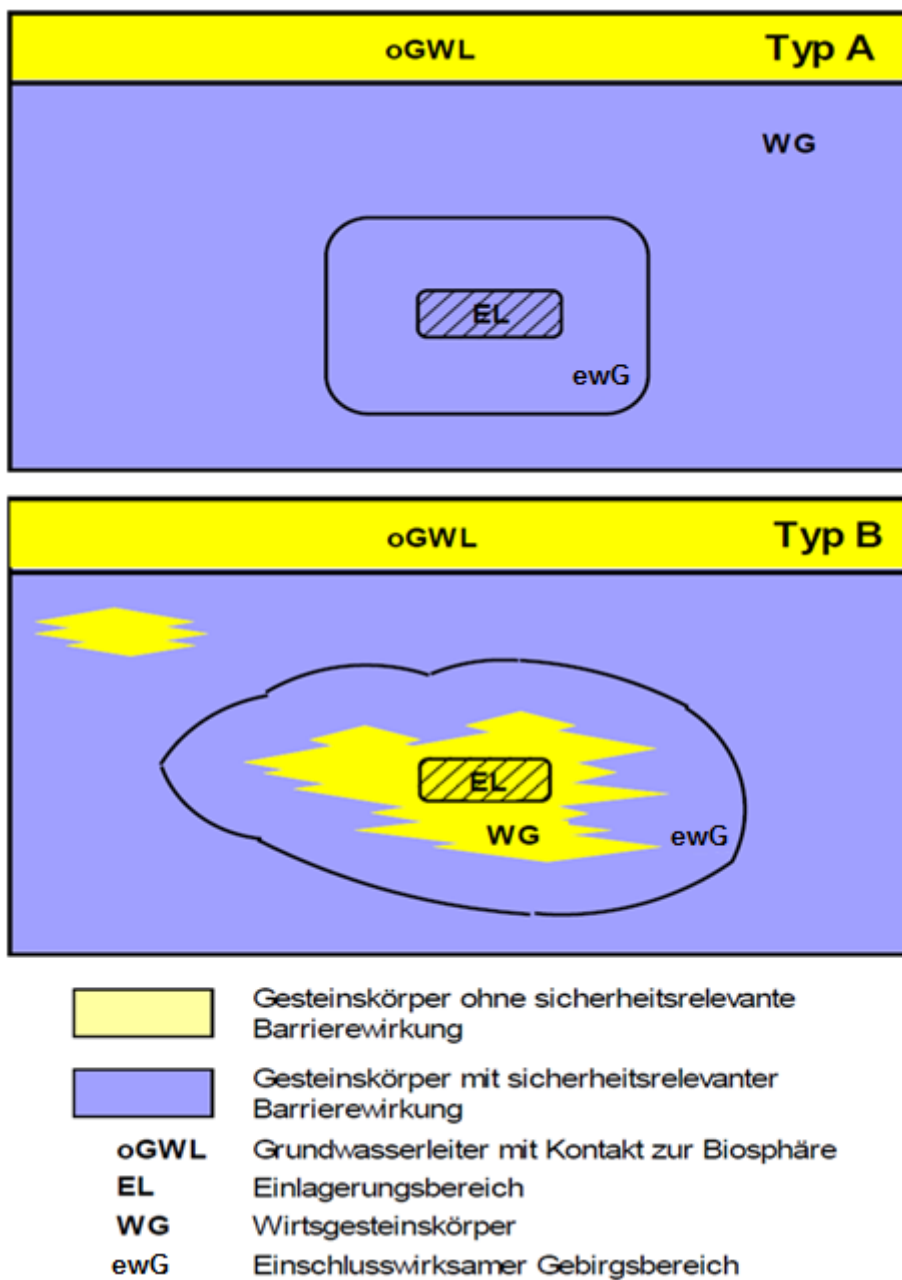 oGWL Typ A
WG
EL
ewG
oGWL Typ B
EL
WG ewG
Gesteinskörper ohne sicherheitsrelevante
Barrierewirkung
Gesteinskörper mit sicherheitsrelevanter
Barrierewirkung
oGWL Grundwasserleiter mit Kontakt zur Biosphäre
EL Einlagerungsbereich
WG Wirtsgesteinskörper
ewG Einschlusswirksamer Gebirgsbereich